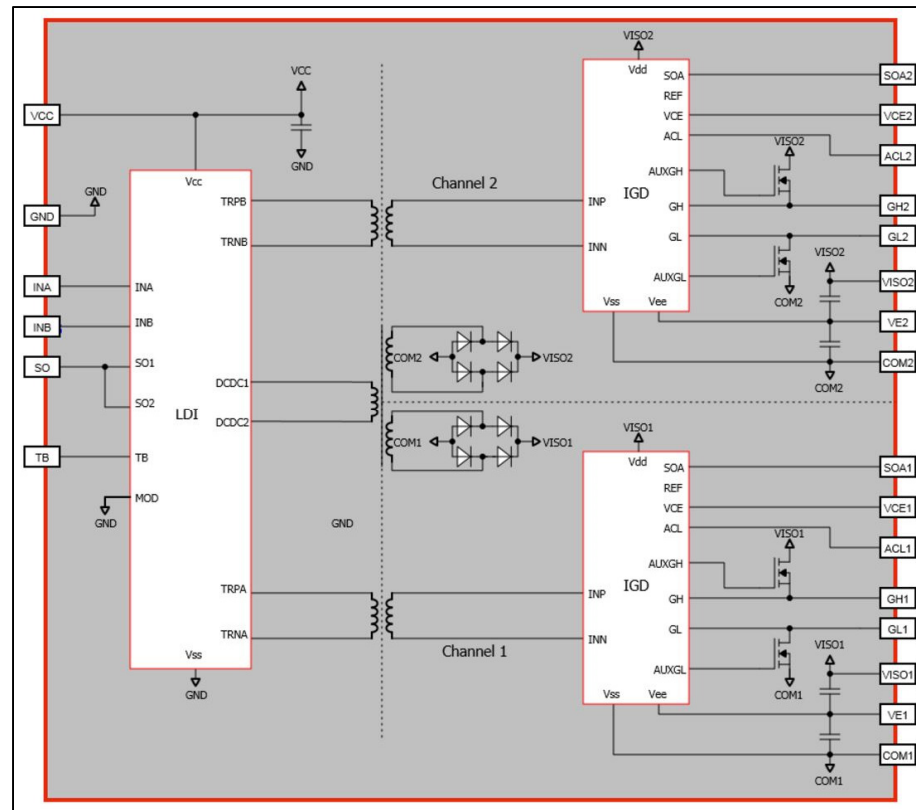 VISO2
Vdd
SOA
SOA2
REF
VCC
VCC
VCE
VCE2
ACL
ACL2
GND
Vcc
VISO2
Channel 2
AUXGH
IGD
TRPB
INP
GH
GH2
GND
GND
TRNB
INN
GL
GL2
VISO2
AUXGL
VISO2
INA
INA
COM2
Vss
Vee
INB
INB
VE2
SO
SO1
COM2
VISO2
COM2
COM2
DCDC1
SO2
LDI
DCDC2
VISO1
COM1
VISO1
TB
TB
Vdd
SOA
SOA1
REF
MOD
GND
GND
VCE
VCE1
ACL
ACL1
VISO1
AUXGH
IGD
TRPA
INP
GH
GH1
GL
GL1
TRNA
INN
Channel 1
VISO1
Vss
AUXGL
VISO1
COM1
GND
Vss
Vee
VE1
COM1
COM1